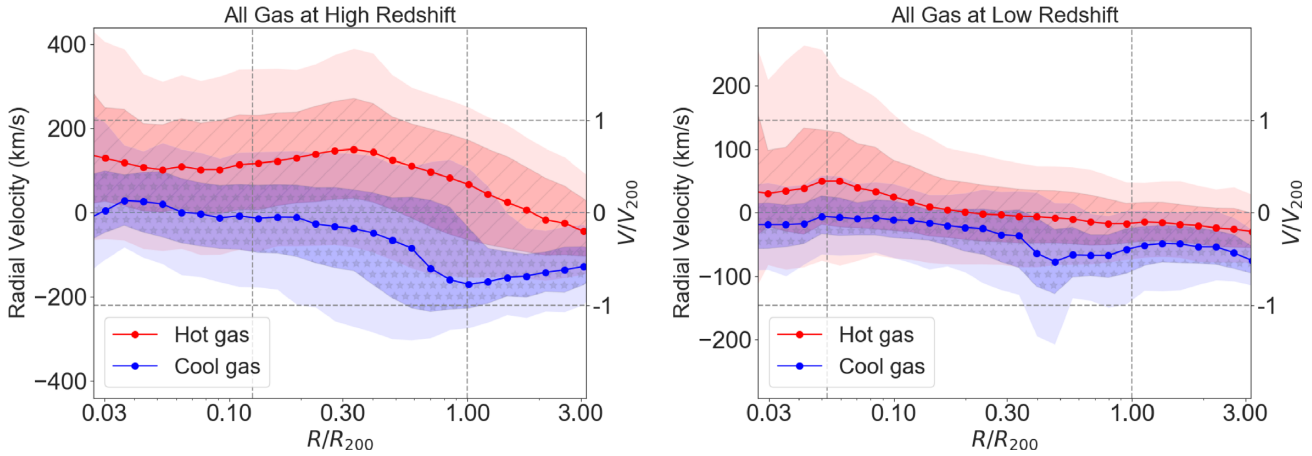 All Gas at High Redshift
Radial Velocity (km/s)
400
200
0
−200
−400
1
0
−1
V/V200
Hot gas
Cool gas
0.03
0.10
0.30
1.00
3.00
R/R200
All Gas at Low Redshift
Radial Velocity (km/s)
200
100
0
−100
−200
1
0
−1
V/V200
Hot gas
Cool gas
0.03
0.10
0.30
1.00
3.00
R/R200